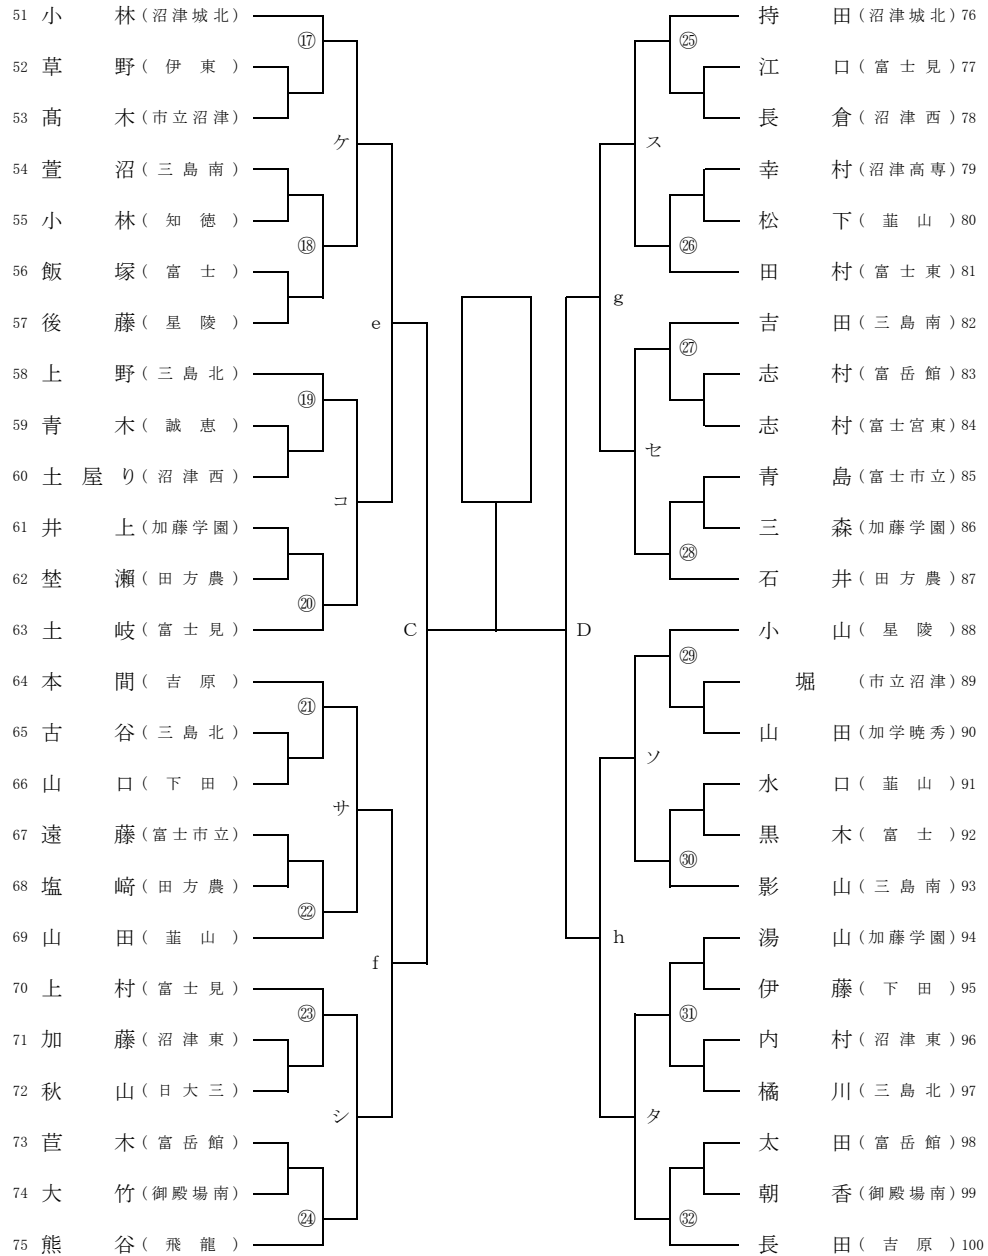 51 小林（沼津城北）
⑰
52 草野（伊東）
53 髙木（市立沼津）
ケ
54 萱沼（三島南）
55 小林（知徳）
⑱
56 飯塚（富士）
57 後藤（星陵）
e
58 上野（三島北）
⑲
59 青木（誠恵）
60 土屋り（沼津西）
コ
61 井上（加藤学園）
62 埜瀬（田方農）
⑳
63 土岐（富士見）
C
64 本間（吉原）
㉑
65 古谷（三島北）
66 山口（下田）
サ
67 遠藤（富士市立）
68 塩﨑（田方農）
㉒
69 山田（韮山）
f
70 上村（富士見）
㉓
71 加藤（沼津東）
72 秋山（日大三）
シ
73 苣木（富岳館）
74 大竹（御殿場南）
㉔
75 熊谷（飛龍）
持田（沼津城北）76
㉕
江口（富士見）77
長倉（沼津西）78
ス
幸村（沼津高専）79
松下（韮山）80
㉖
田村（富士東）81
g
吉田（三島南）82
㉗
志村（富岳館）83
志村（富士宮東）84
セ
青島（富士市立）85
三森（加藤学園）86
㉘
石井（田方農）87
D
小山（星陵）88
㉙
堀（市立沼津）89
山田（加学暁秀）90
ソ
水口（韮山）91
黒木（富士）92
㉚
影山（三島南）93
h
湯山（加藤学園）94
伊藤（下田）95
㉛
内村（沼津東）96
橘川（三島北）97
タ
太田（富岳館）98
朝香（御殿場南）99
㉜
長田（吉原）100